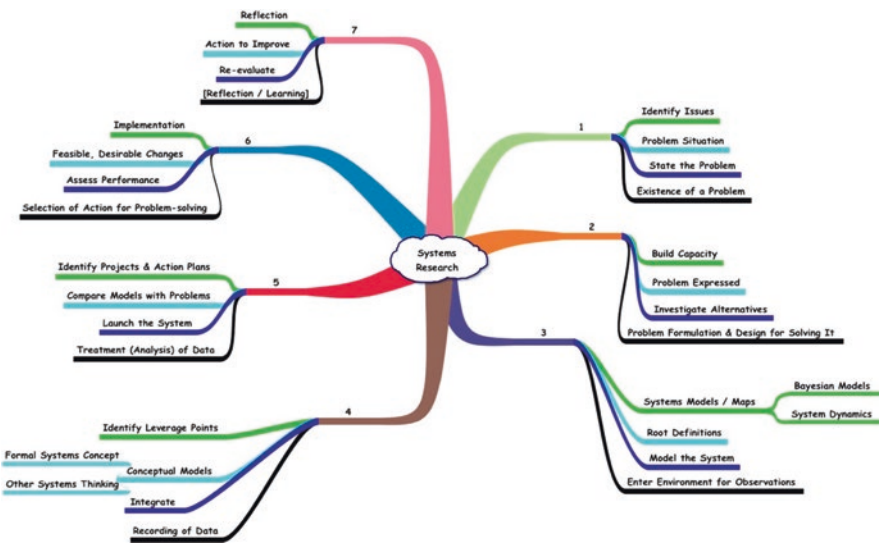 Systems
Research
1
Identify Issues
Problem Situation
State the Problem
Existence of a Problem
2
Build Capacity
Problem Expressed
Investigate Alternatives
Problem Formulation & Design for Solving It
3
Systems Models / Maps
Bayesian Models
System Dynamics
Root Definitions
Model the System
Enter Environment for Observations
4
Identify Leverage Points
Conceptual Models
Formal Systems Concept
Other Systems Thinking
Integrate
Recording of Data
5
Identify Projects & Action Plans
Compare Models with Problems
Launch the System
Treatment (Analysis) of Data
6
Implementation
Feasible, Desirable Changes
Assess Performance
Selection of Action for Problem-solving
7
Reflection
Action to Improve
Re-evaluate
[Reflection / Learning]